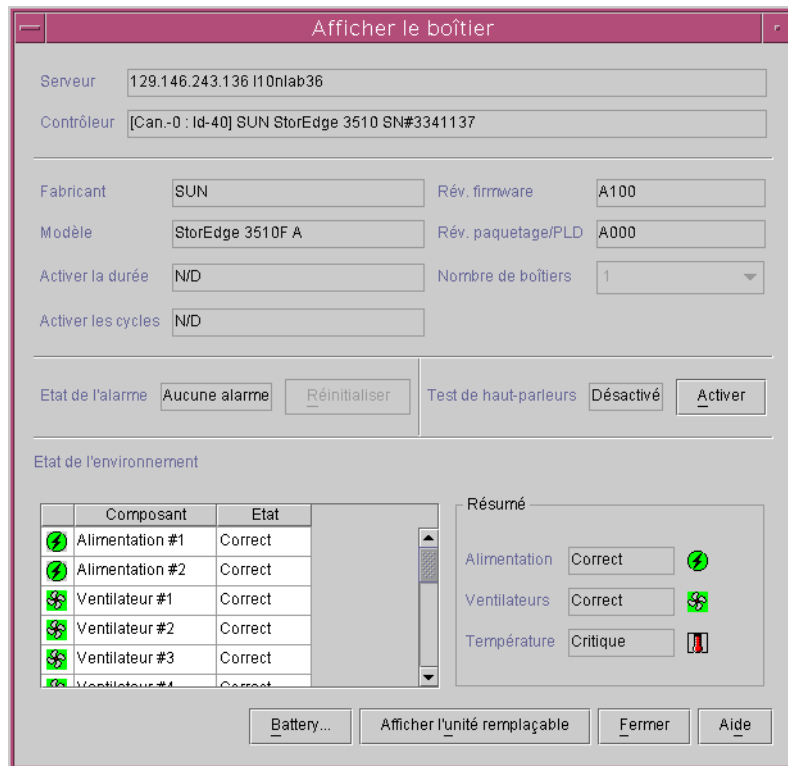 Afficher le boîtier
Serveur 129.146.243.136 l10nlab36
Contrôleur [Can.-0 : Id-40] SUN StorEdge 3510 SN#3341137
Fabricant SUN Rév. firmware A100
Modèle StorEdge 3510F A Rév. paquetage/PLD A000
Activer la durée N/D Nombre de boîtiers 1
Activer les cycles N/D
Etat de l'alarme Aucune alarme Réinitialiser Test de haut-parleurs Désactivé Activer
Etat de l'environnement
Composant Etat
Alimentation #1 Correct
Alimentation #2 Correct
Ventilateur #1 Correct
Ventilateur #2 Correct
Ventilateur #3 Correct
Ventilateur #4 Correct
Résumé
Alimentation Correct
Ventilateurs Correct
Température Critique
Battery... Afficher l'unité remplaçable Fermer Aide